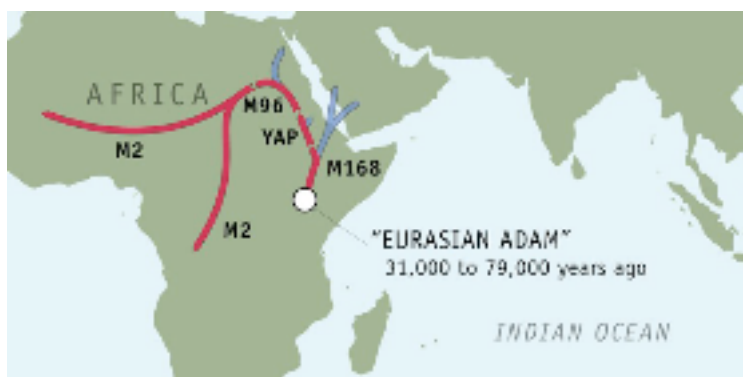 AFRICA
M96
YAP
M2
M168
M2
"EURASIAN ADAM"
31,000 to 79,000 years ago
INDIAN OCEAN